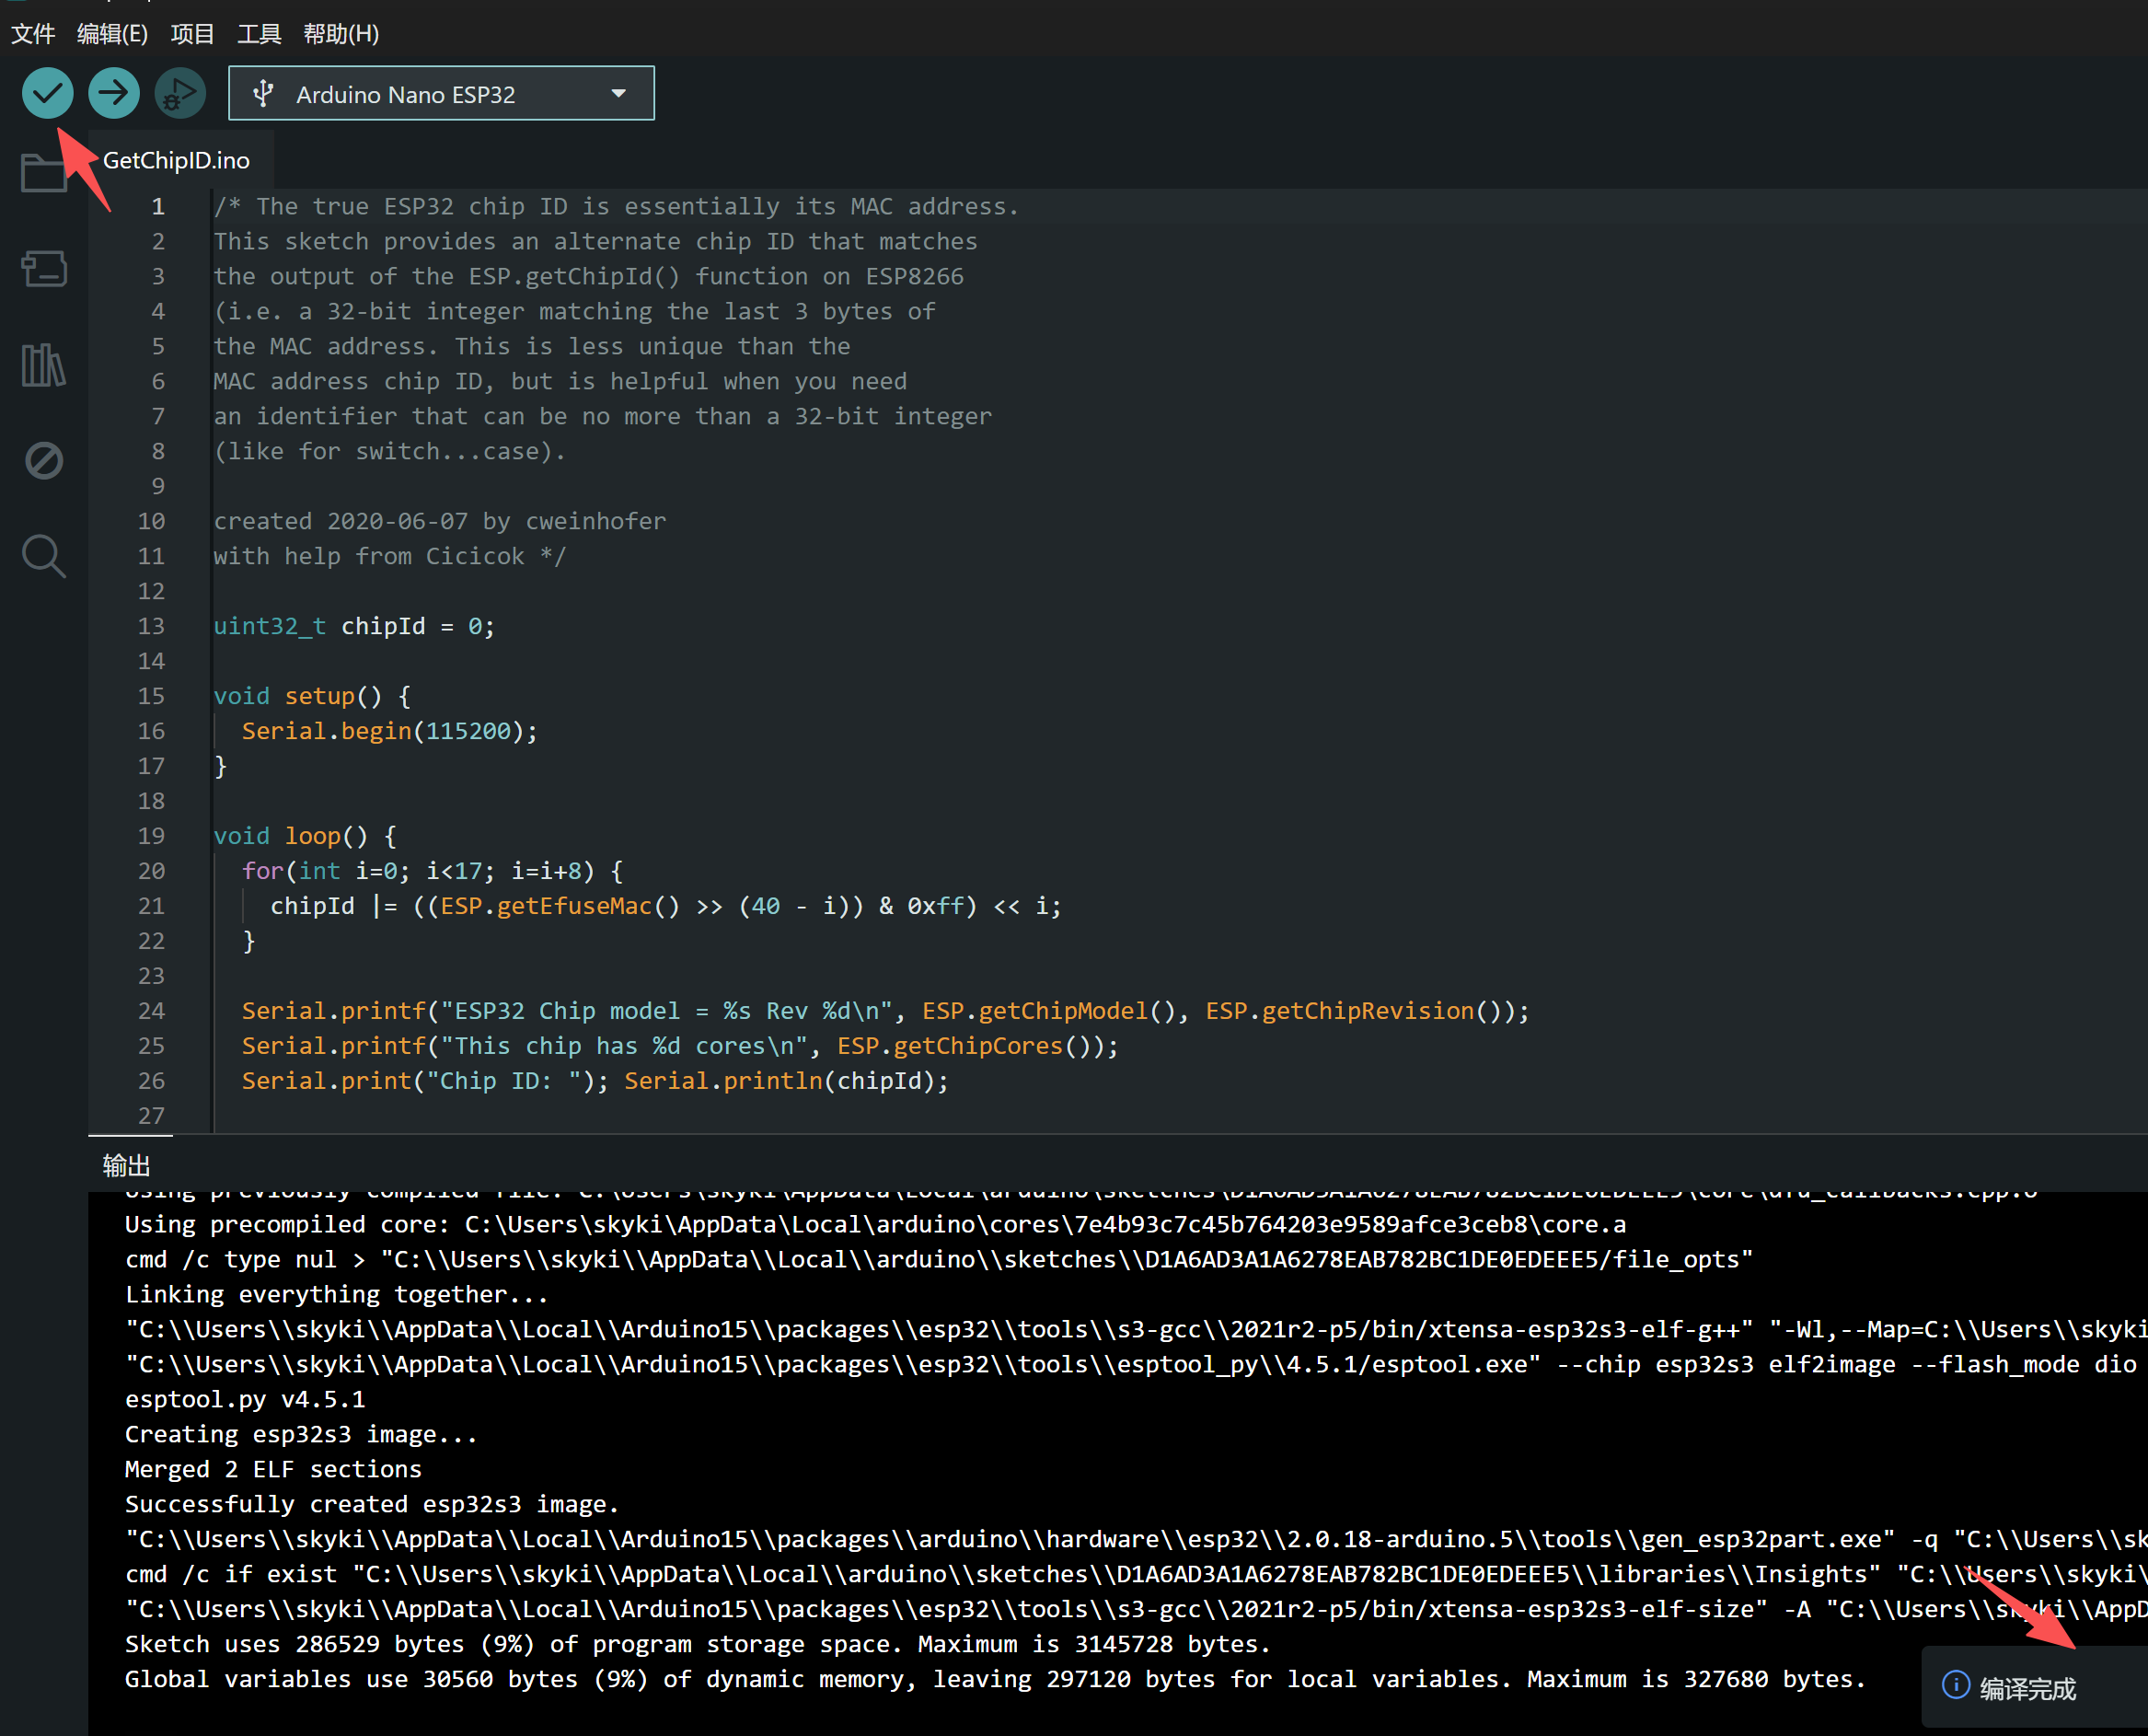 文件 编辑(E) 项目 工具 帮助(H)
Arduino Nano ESP32
GetChipID.ino
1 /* The true ESP32 chip ID is essentially its MAC address.
2 This sketch provides an alternate chip ID that matches
3 the output of the ESP.getChipId() function on ESP8266
4 (i.e. a 32-bit integer matching the last 3 bytes of
5 the MAC address. This is less unique than the
6 MAC address chip ID, but is helpful when you need
7 an identifier that can be no more than a 32-bit integer
8 (like for switch...case).
9
10 created 2020-06-07 by cweinhofer
11 with help from Cicicok */
12
13 uint32_t chipId = 0;
14
15 void setup() {
16   Serial.begin(115200);
17 }
18
19 void loop() {
20   for(int i=0; i<17; i=i+8) {
21     chipId |= ((ESP.getEfuseMac() >> (40 - i)) & 0xff) << i;
22   }
23
24   Serial.printf("ESP32 Chip model = %s Rev %d\n", ESP.getChipModel(), ESP.getChipRevision());
25   Serial.printf("This chip has %d cores\n", ESP.getChipCores());
26   Serial.print("Chip ID: "); Serial.println(chipId);
27
输出
Using previously compiled file: C:\Users\skyki\AppData\Local\arduino\sketches\D1A6AD3A1A6278EAB782BC1DE0EDEEE5\core\dfu_callbacks.cpp.o
Using precompiled core: C:\Users\skyki\AppData\Local\arduino\cores\7e4b93c7c45b764203e9589afce3ceb8\core.a
cmd /c type nul > "C:\\Users\\skyki\\AppData\\Local\\arduino\\sketches\\D1A6AD3A1A6278EAB782BC1DE0EDEEE5/file_opts"
Linking everything together...
"C:\\Users\\skyki\\AppData\\Local\\Arduino15\\packages\\esp32\\tools\\s3-gcc\\2021r2-p5/bin/xtensa-esp32s3-elf-g++" "-Wl,--Map=C:\\Users\\skyki
"C:\\Users\\skyki\\AppData\\Local\\Arduino15\\packages\\esp32\\tools\\esptool_py\\4.5.1/esptool.exe" --chip esp32s3 elf2image --flash_mode dio
esptool.py v4.5.1
Creating esp32s3 image...
Merged 2 ELF sections
Successfully created esp32s3 image.
"C:\\Users\\skyki\\AppData\\Local\\Arduino15\\packages\\arduino\\hardware\\esp32\\2.0.18-arduino.5\\tools\\gen_esp32part.exe" -q "C:\\Users\\sk
cmd /c if exist "C:\\Users\\skyki\\AppData\\Local\\arduino\\sketches\\D1A6AD3A1A6278EAB782BC1DE0EDEEE5\\libraries\\Insights" "C:\\Users\\skyki\
"C:\\Users\\skyki\\AppData\\Local\\Arduino15\\packages\\esp32\\tools\\s3-gcc\\2021r2-p5/bin/xtensa-esp32s3-elf-size" -A "C:\\Users\\skyki\\AppD
Sketch uses 286529 bytes (9%) of program storage space. Maximum is 3145728 bytes.
Global variables use 30560 bytes (9%) of dynamic memory, leaving 297120 bytes for local variables. Maximum is 327680 bytes.
编译完成